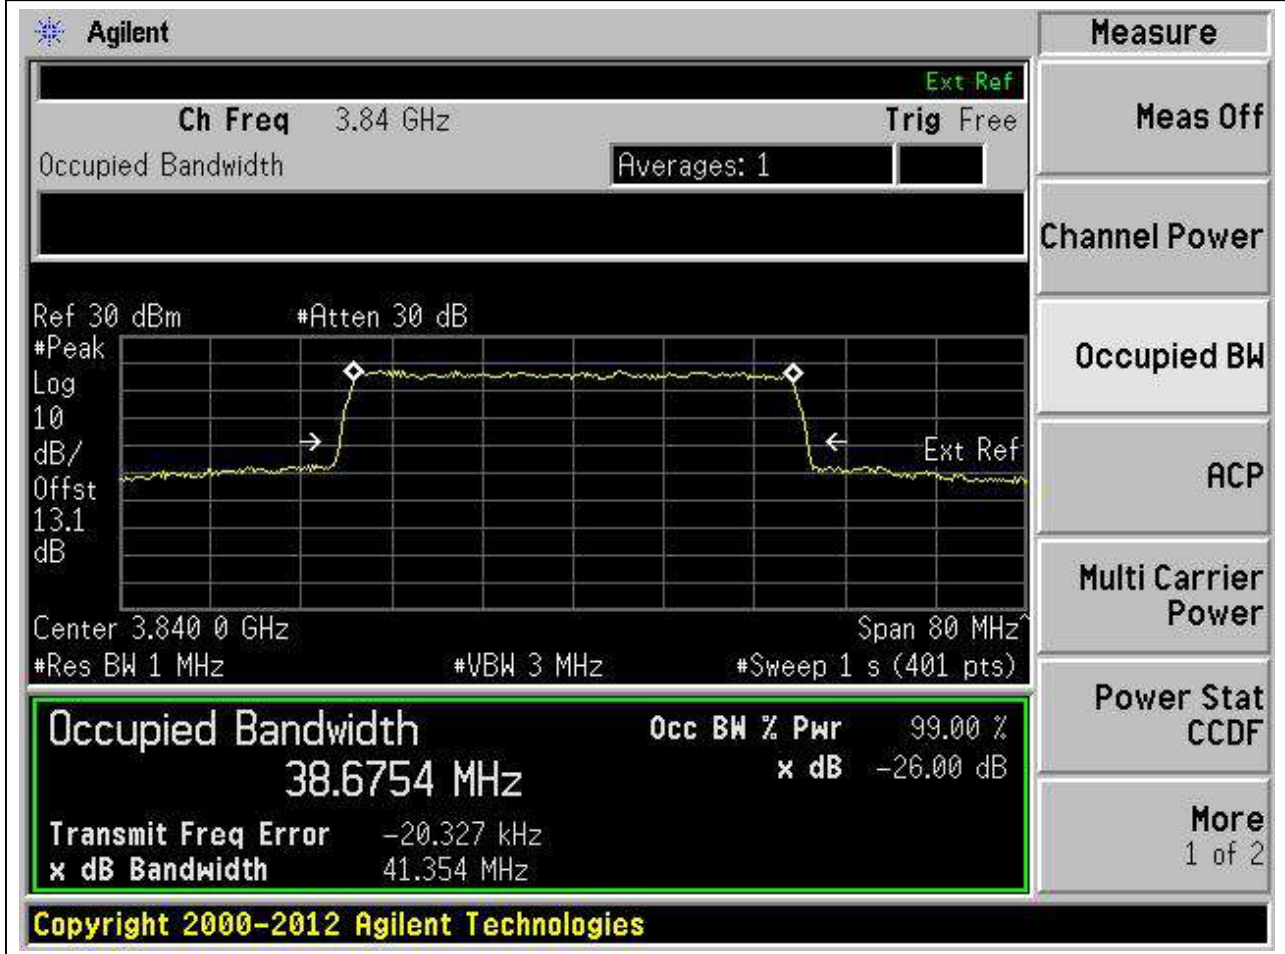 Agilent
Measure
Ext Ref
Ch Freq 3.84 GHz Trig Free
Occupied Bandwidth Averages: 1
Meas Off
Channel Power
Occupied BW
ACP
Multi Carrier
Power
Power Stat
CCDF
More
1 of 2
Ref 30 dBm #Atten 30 dB
#Peak
Log
10
dB/
Offst
13.1
dB
Ext Ref
Center 3.840 0 GHz Span 80 MHz^
#Res BW 1 MHz #VBW 3 MHz #Sweep 1 s (401 pts)
Occupied Bandwidth Occ BW % Pwr 99.00 %
38.6754 MHz x dB -26.00 dB
Transmit Freq Error -20.327 kHz
x dB Bandwidth 41.354 MHz
Copyright 2000-2012 Agilent Technologies